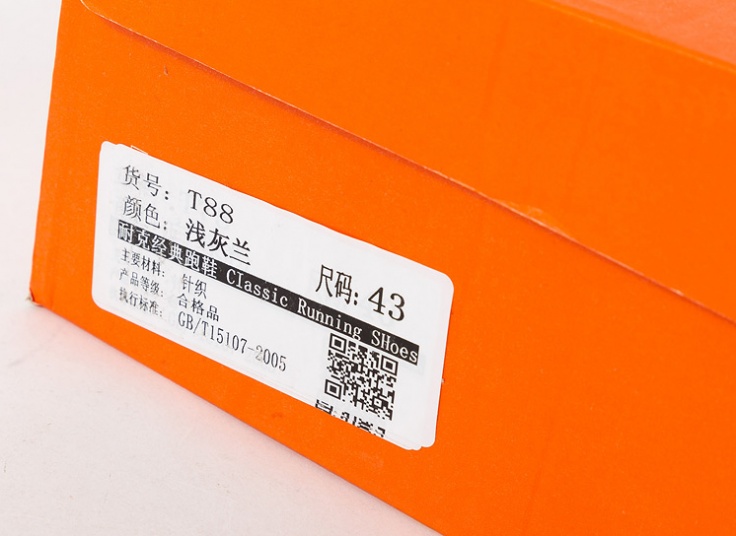 货号: T88
颜色: 浅灰兰
尺码: 43
耐克经典跑鞋 CIassic Running SHoes
主要材料: 针织
产品等级: 合格品
执行标准: GB/T15107-2005